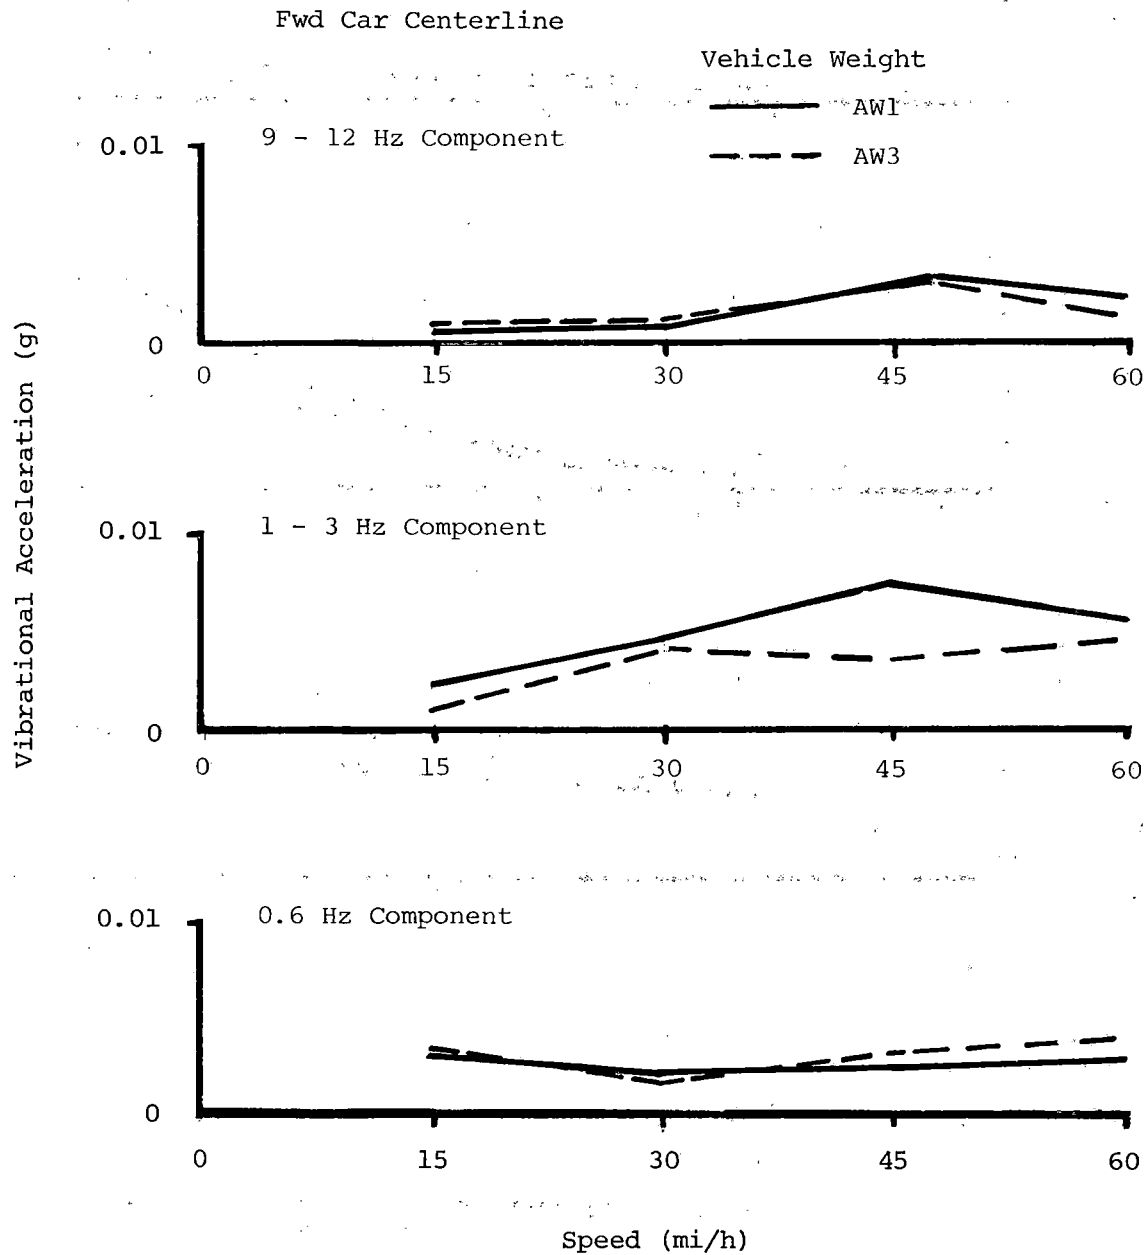 Fwd Car Centerline
Vehicle Weight
AW1
AW3
9 - 12 Hz Component
0.01
0
0 15 30 45 60
Vibrational Acceleration (g)
1 - 3 Hz Component
0.01
0
0 15 30 45 60
0.6 Hz Component
0.01
0
0 15 30 45 60
Speed (mi/h)